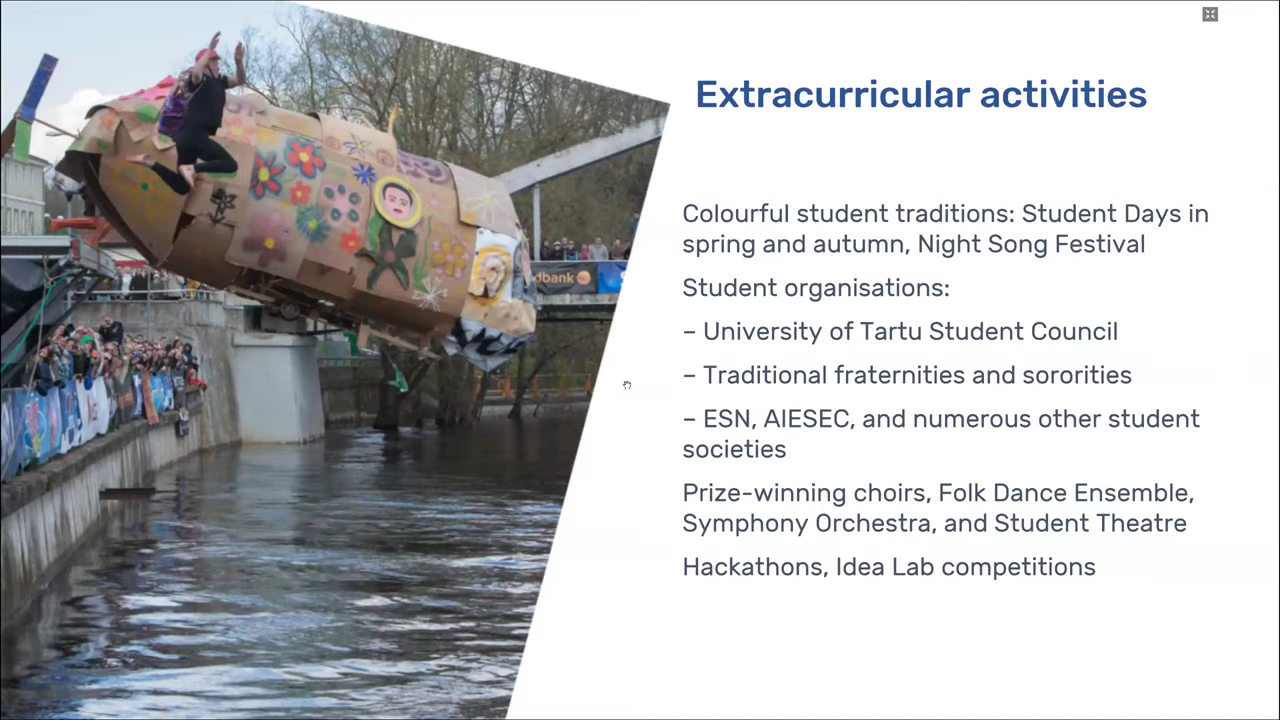 Extracurricular activities
Colourful student traditions: Student Days in
spring and autumn, Night Song Festival
Student organisations:
– University of Tartu Student Council
– Traditional fraternities and sororities
– ESN, AIESEC, and numerous other student
societies
Prize-winning choirs, Folk Dance Ensemble,
Symphony Orchestra, and Student Theatre
Hackathons, Idea Lab competitions
dbank